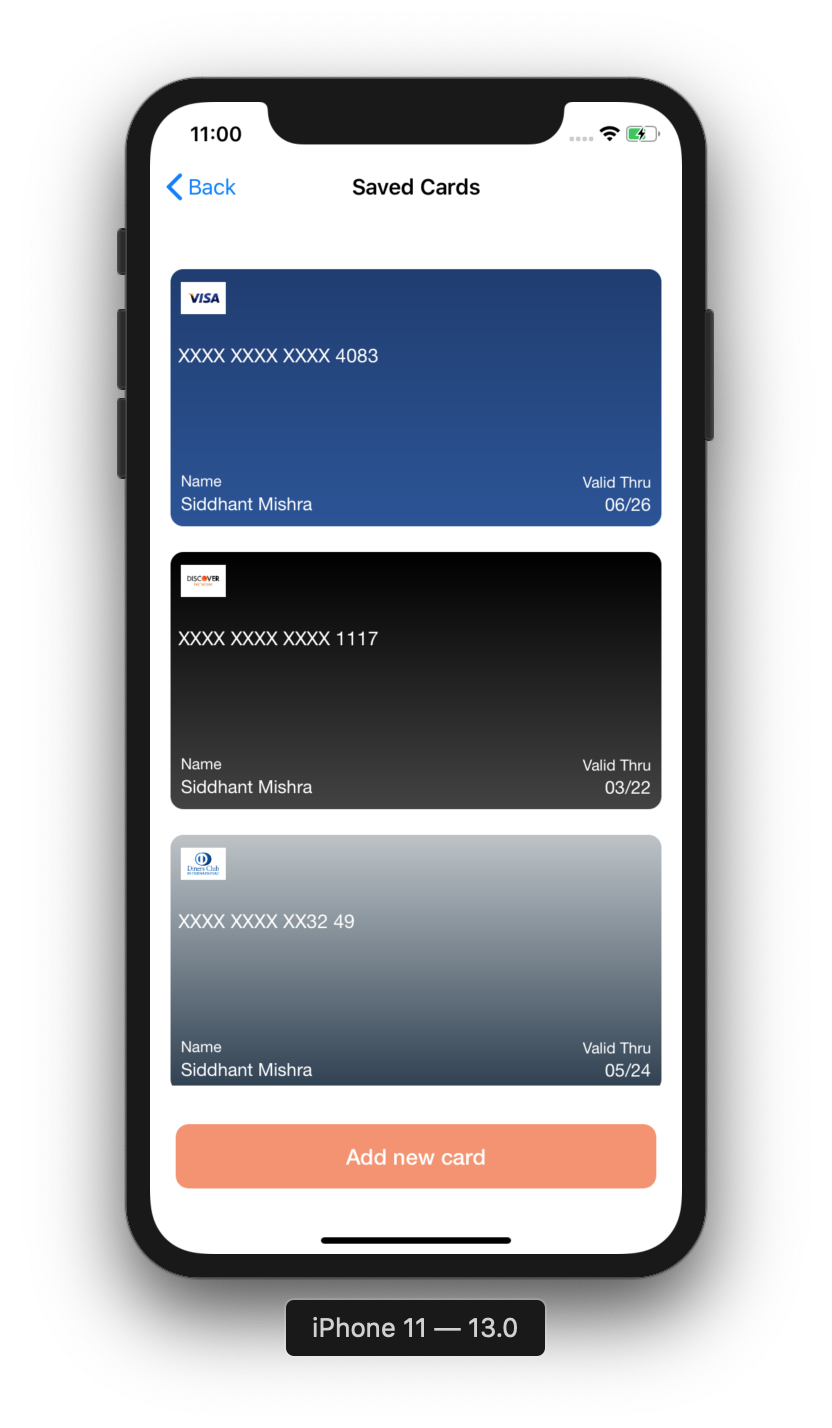 11:00
Back
Saved Cards
VISA
XXXX XXXX XXXX 4083
Name
Valid Thru
Siddhant Mishra
06/26
DISCOVER
XXXX XXXX XXXX 1117
Name
Valid Thru
Siddhant Mishra
03/22
Diners Club
INTERNATIONAL
XXXX XXXX XX32 49
Name
Valid Thru
Siddhant Mishra
05/24
Add new card
iPhone 11 — 13.0